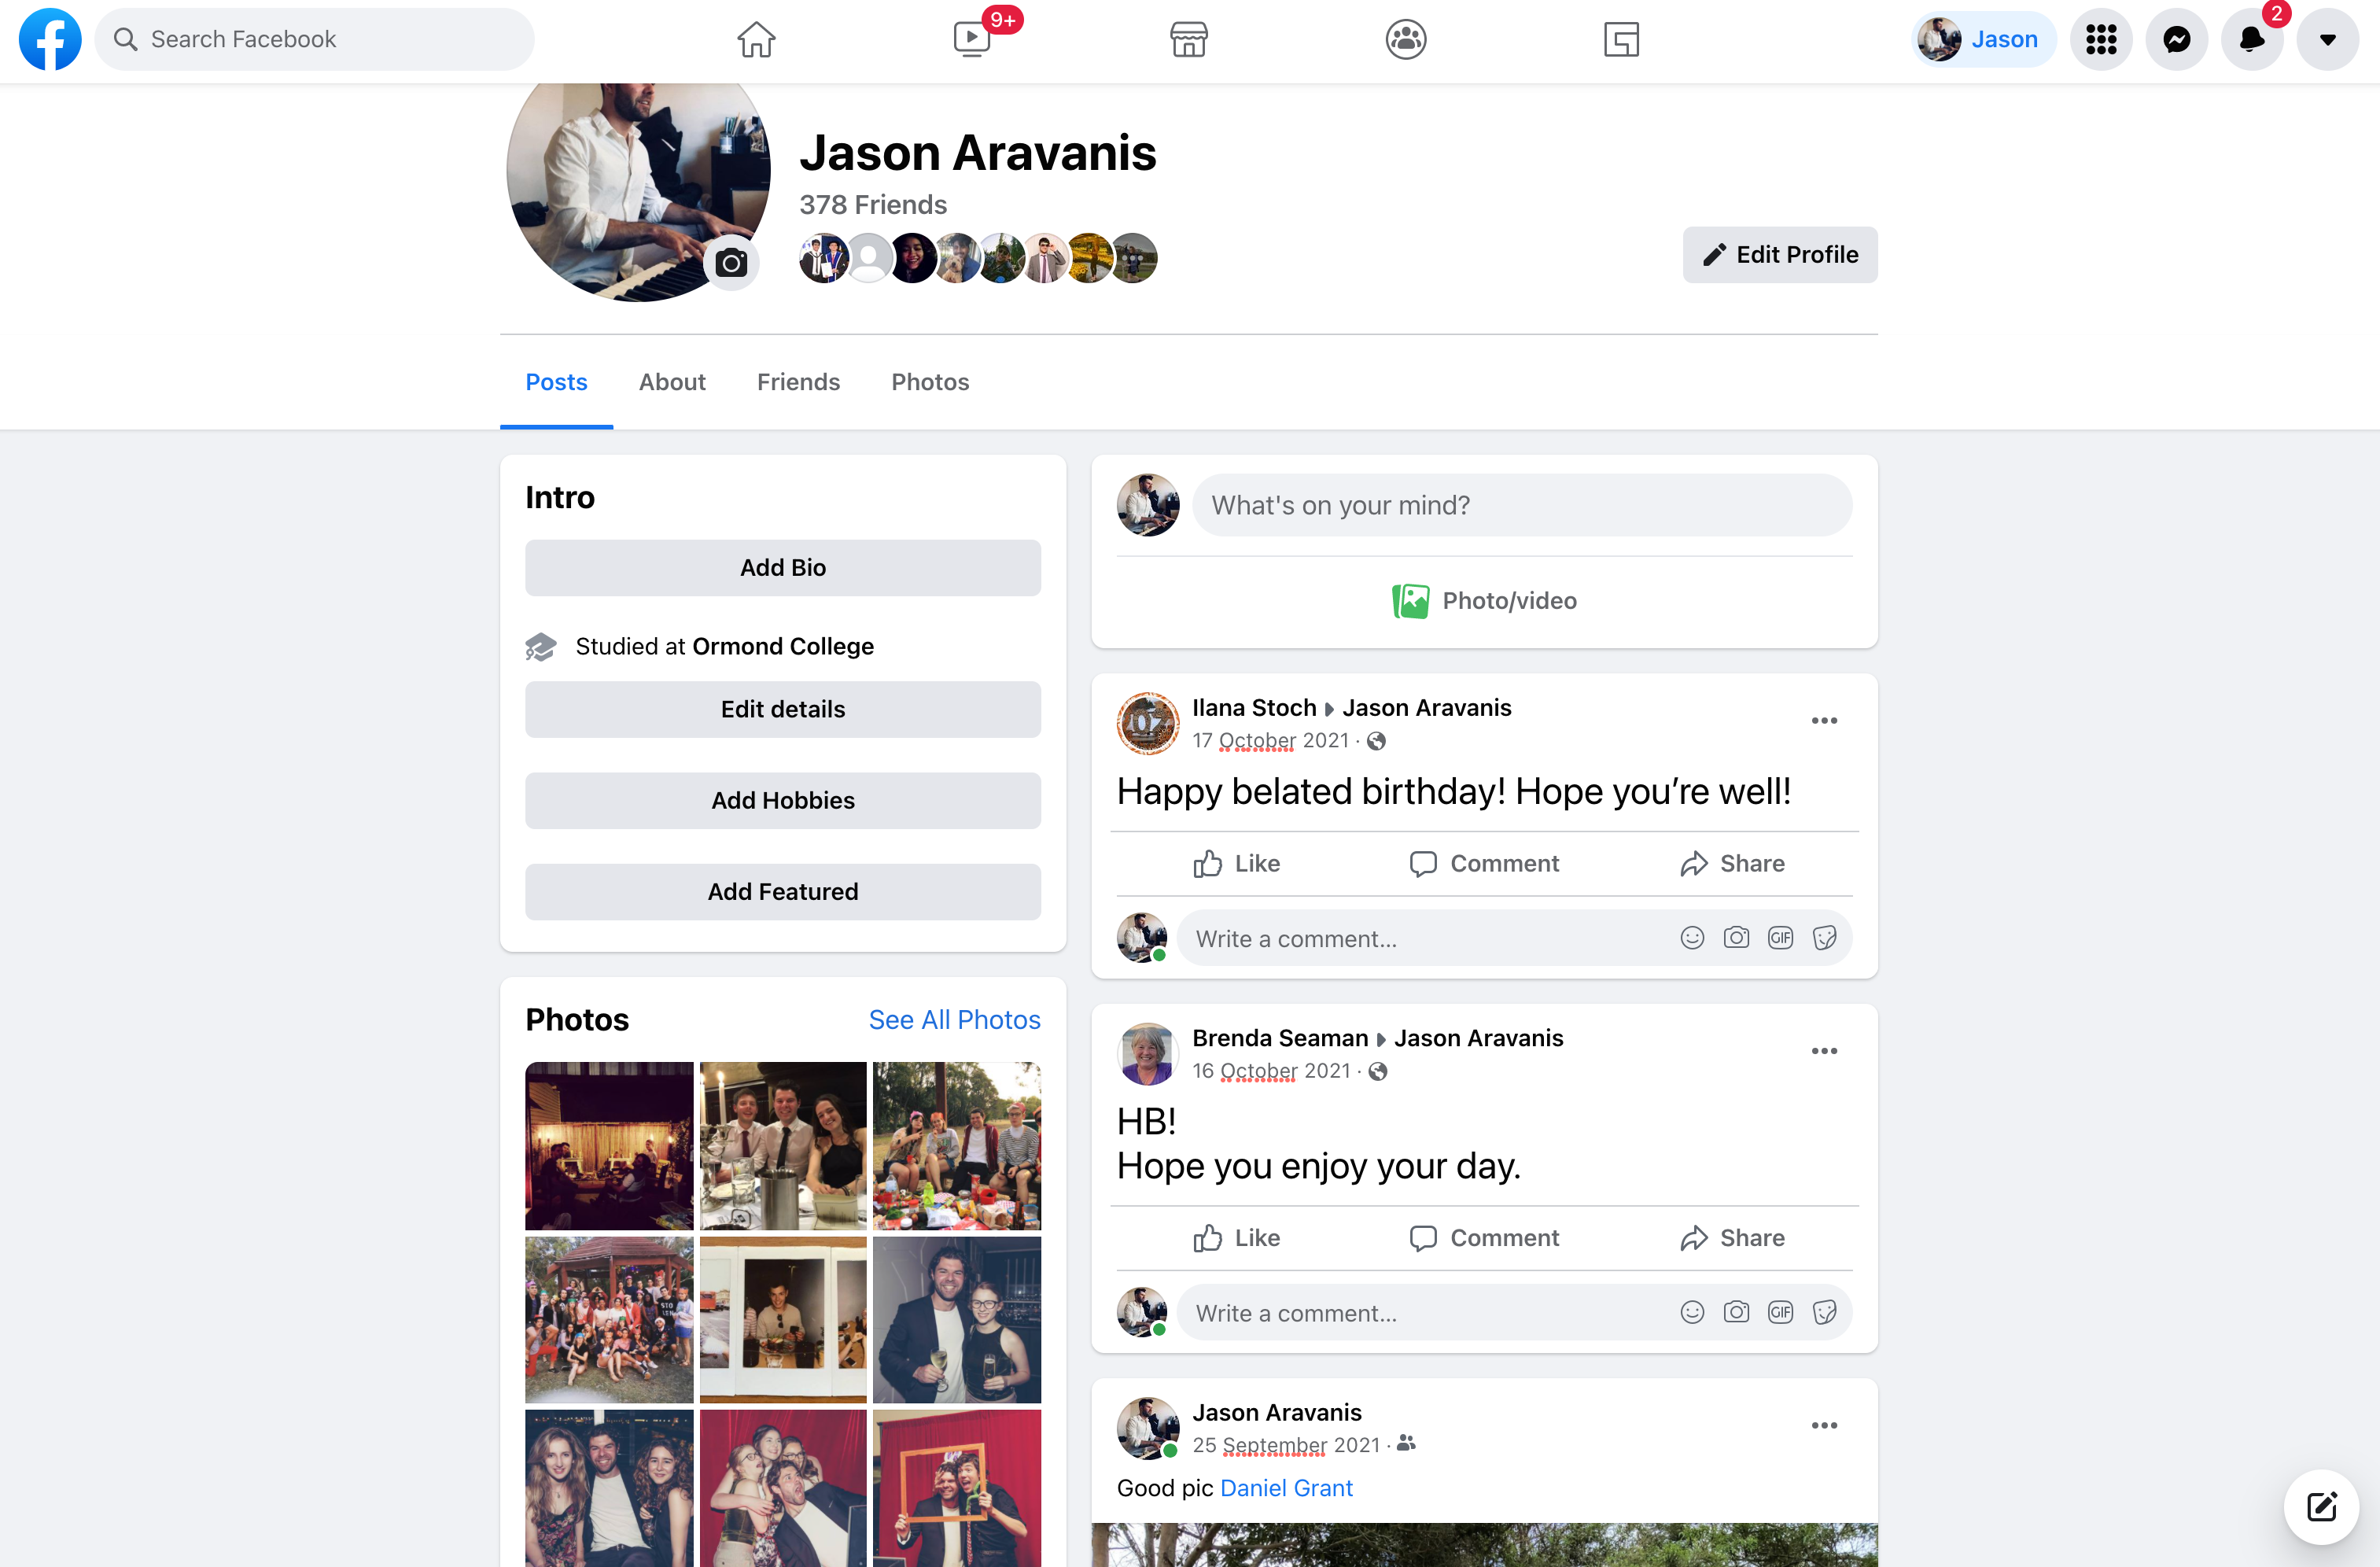 Search Facebook
9+
Jason
2
Jason Aravanis
378 Friends
Edit Profile
Posts
About
Friends
Photos
Intro
Add Bio
Studied at Ormond College
Edit details
Add Hobbies
Add Featured
Photos
See All Photos
What's on your mind?
Photo/video
Ilana Stoch ▸ Jason Aravanis
17 October 2021 ·
Happy belated birthday! Hope you’re well!
Like
Comment
Share
Write a comment...
GIF
Brenda Seaman ▸ Jason Aravanis
16 October 2021 ·
HB!
Hope you enjoy your day.
Like
Comment
Share
Write a comment...
GIF
Jason Aravanis
25 September 2021 ·
Good pic Daniel Grant